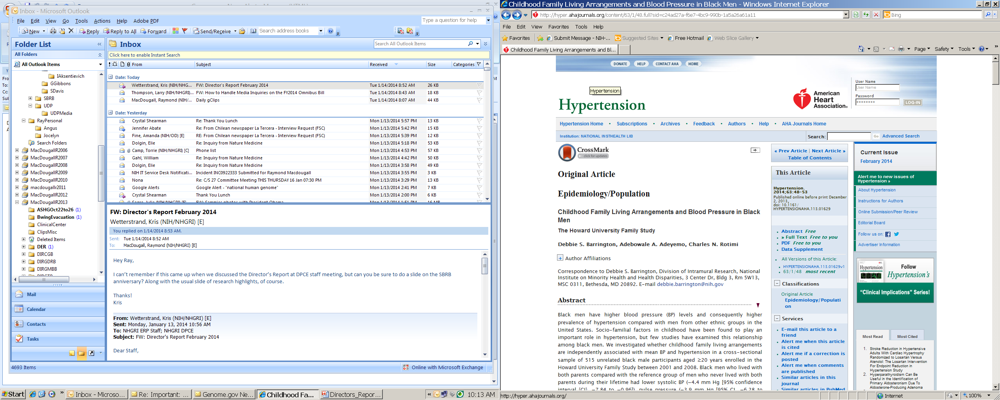 Inbox - Microsoft Outlook
File Edit View Go Tools Actions Help Adobe PDF
Type a question for help
New Reply Reply to All Forward Send/Receive Search address books
Folder List «
All Folders
All Outlook Items
IAksentievich
GGibbons
SDavis
SBRB
UDP
UDPMedia
RayPersonal
Angus
Jocelyn
Search Folders
MacDougallR2006
MacDougallR2007
MacDougallR2008
MacDougallR2009
MacDougallR2010
macdougallr2011
MacDougallR2012
MacDougallR2013
ASHGOct22to26 (1)
BwingEvacuation (1)
ClinicalCenter
ClipsMisc
Deleted Items
DER (1)
DIRCGB
DIRGDRB
DIRGMBB
Mail
Calendar
Contacts
Tasks
4693 Items
Inbox
Search All Outlook Items
Click here to enable Instant Search
From Subject Received Size Categories
Date: Today
Wetterstrand, Kris (NIH/NHG... FW: Director's Report February 2014 Tue 1/14/2014 8:52 AM 26 KB
Thompson, Larry (NIH/NHGRI)... FW: How to Handle Media Inquiries on the FY2014 Omnibus Bill Tue 1/14/2014 8:43 AM 18 KB
MacDougall, Raymond (NIH/... Daily gClips Tue 1/14/2014 8:07 AM 44 KB
Date: Yesterday
Crystal Shearman Re: Thank You Lunch Mon 1/13/2014 5:57 PM 13 KB
Jennifer Abate Re: From Chilean newspaper La Tercera - Interview Request (FSC) Mon 1/13/2014 5:42 PM 15 KB
Fine, Amanda (NIH/OD) [E] RE: From Chilean newspaper La Tercera - Interview Request (FSC) Mon 1/13/2014 5:39 PM 12 KB
Dolgin, Elie Re: Inquiry from Nature Medicine Mon 1/13/2014 5:18 PM 53 KB
Camp, Torrie (NIH/NHGRI) [C] Phone list Mon 1/13/2014 4:53 PM 57 KB
Gahl, William Re: Inquiry from Nature Medicine Mon 1/13/2014 4:42 PM 50 KB
Dolgin, Elie Re: Inquiry from Nature Medicine Mon 1/13/2014 3:58 PM 49 KB
NIH IT Service Desk Notificati... Incident INC0922333 Submitted for Raymond Macdougall Mon 1/13/2014 3:55 PM 3 KB
Nona Re: C/S 27 Committee Meeting THIS THURSDAY 16 Jan 07:30 PM Mon 1/13/2014 3:29 PM 13 KB
Google Alerts Google Alert - "national human genome" Mon 1/13/2014 2:41 PM 7 KB
Crystal Shearman Thank You Lunch Mon 1/13/2014 2:00 PM 6 KB
Segre, Julie (NIH/NHGRI) [E] FW: Sammies photos with President Obama Mon 1/13/2014 1:51 PM 16 MB
FW: Director's Report February 2014
Wetterstrand, Kris (NIH/NHGRI) [E]
You replied on 1/14/2014 8:53 AM.
Sent: Tue 1/14/2014 8:52 AM
To: MacDougall, Raymond (NIH/NHGRI) [E]
Hey Ray,
I can't remember if this came up when we discussed the Director's Report at DPCE staff meeting, but can you be sure to do a slide on the SBRB
anniversary? Along with the usual slide of research highlights, of course.
Thanks!
Kris
From: Wetterstrand, Kris (NIH/NHGRI) [E]
Sent: Monday, January 13, 2014 10:56 AM
To: NHGRI ERP Staff; NHGRI DPCE
Subject: FW: Director's Report February 2014
Dear Staff,
Online with Microsoft Exchange
Start » Inbox - Microso... Re: Important: ... Genome.gov Ne... Childhood Fa... Directors_Repor... « 10:13 AM
Childhood Family Living Arrangements and Blood Pressure in Black Men - Windows Internet Explorer
http://hyper.ahajournals.org/content/63/1/48.full?sid=c24ad27a-f6e7-4bc9-990b-1a5a26a61a11
Bing
File Edit View Favorites Tools Help
Favorites Submit Message - NIH-... Suggested Sites Free Hotmail Web Slice Gallery
Childhood Family Living Arrangements and Bl...
Page Safety Tools »
DONATE HELP CONTACT AHA HOME
Hypertension
Hypertension
American
Heart
Association®
User Name
User Name
Password
LOG-IN
Hypertension Home • Subscriptions • Archives • Feedback • Authors • Help • AHA Journals Home
Institution: NATIONAL INSTHEALTH LIB
Search: Go Advanced Search
CrossMark
click for updates
Original Article
Epidemiology/Population
Childhood Family Living Arrangements and Blood Pressure in Black
Men
The Howard University Family Study
Debbie S. Barrington, Adebowale A. Adeyemo, Charles N. Rotimi
Author Affiliations
Correspondence to Debbie S. Barrington, Division of Intramural Research, National
Institute on Minority Health and Health Disparities, 3 Center Dr, Bldg 3, Rm 5W13,
MSC 0311, Bethesda, MD 20892. E-mail debbie.barrington@nih.gov
Abstract
Black men have higher blood pressure (BP) levels and consequently higher
prevalence of hypertension compared with men from other ethnic groups in the
United States. Socio-familial factors in childhood have been found to play an
important role in hypertension, but few studies have examined this relationship
among black men. We investigated whether childhood family living arrangements
are independently associated with mean BP and hypertension in a cross-sectional
sample of 515 unrelated black male participants aged ≥20 years enrolled in the
Howard University Family Study between 2001 and 2008. Black men who lived with
both parents compared with the reference group of men who never lived with both
parents during their lifetime had lower systolic BP (−4.4 mm Hg [95% confidence
interval {CI}, −7.84 to −0.96]), pulse pressure (−3.9 mm Hg [95% CI, −6.28 to
« Prev Article | Next Article »
Table of Contents
This Article
Hypertension.
2014;63:48-53
Published online before print December
2, 2013,
doi: 10.1161/
HYPERTENSIONAHA.113.01629
Abstract Free
» Full Text Free to you
PDF Free to you
Data Supplement
All Versions of this Article:
HYPERTENSIONAHA.113.01629v1
63/1/48 most recent
Classifications
Original Article
Epidemiology/Populati
on
Services
E-mail this article to a
friend
Alert me when this article
is cited
Alert me if a correction is
posted
Alert me when comments
are published
Similar articles in this
journal
Similar articles in PubMed
Current Issue
February 2014
Alert me to new issues of
Hypertension »
About Hypertension
Instructions for Authors
Online Submission/Peer Review
Editorial Board
Follow us on:
Advertiser Information
Hypertension
Follow
Hypertension's
"Clinical Implications" Series!
Most Read Most Cited
1. Stroke Reduction in Hypertensive
Adults With Cardiac Hypertrophy
Randomized to Losartan Versus
Atenolol: The Losartan Intervention
For Endpoint Reduction in
Hypertension Study
2. Hyperparathyroidism Can Be
Useful in the Identification of
Primary Aldosteronism Due To
Aldosterone-Producing Adenoma
http://hyper.ahajournals.org/
Internet
100%